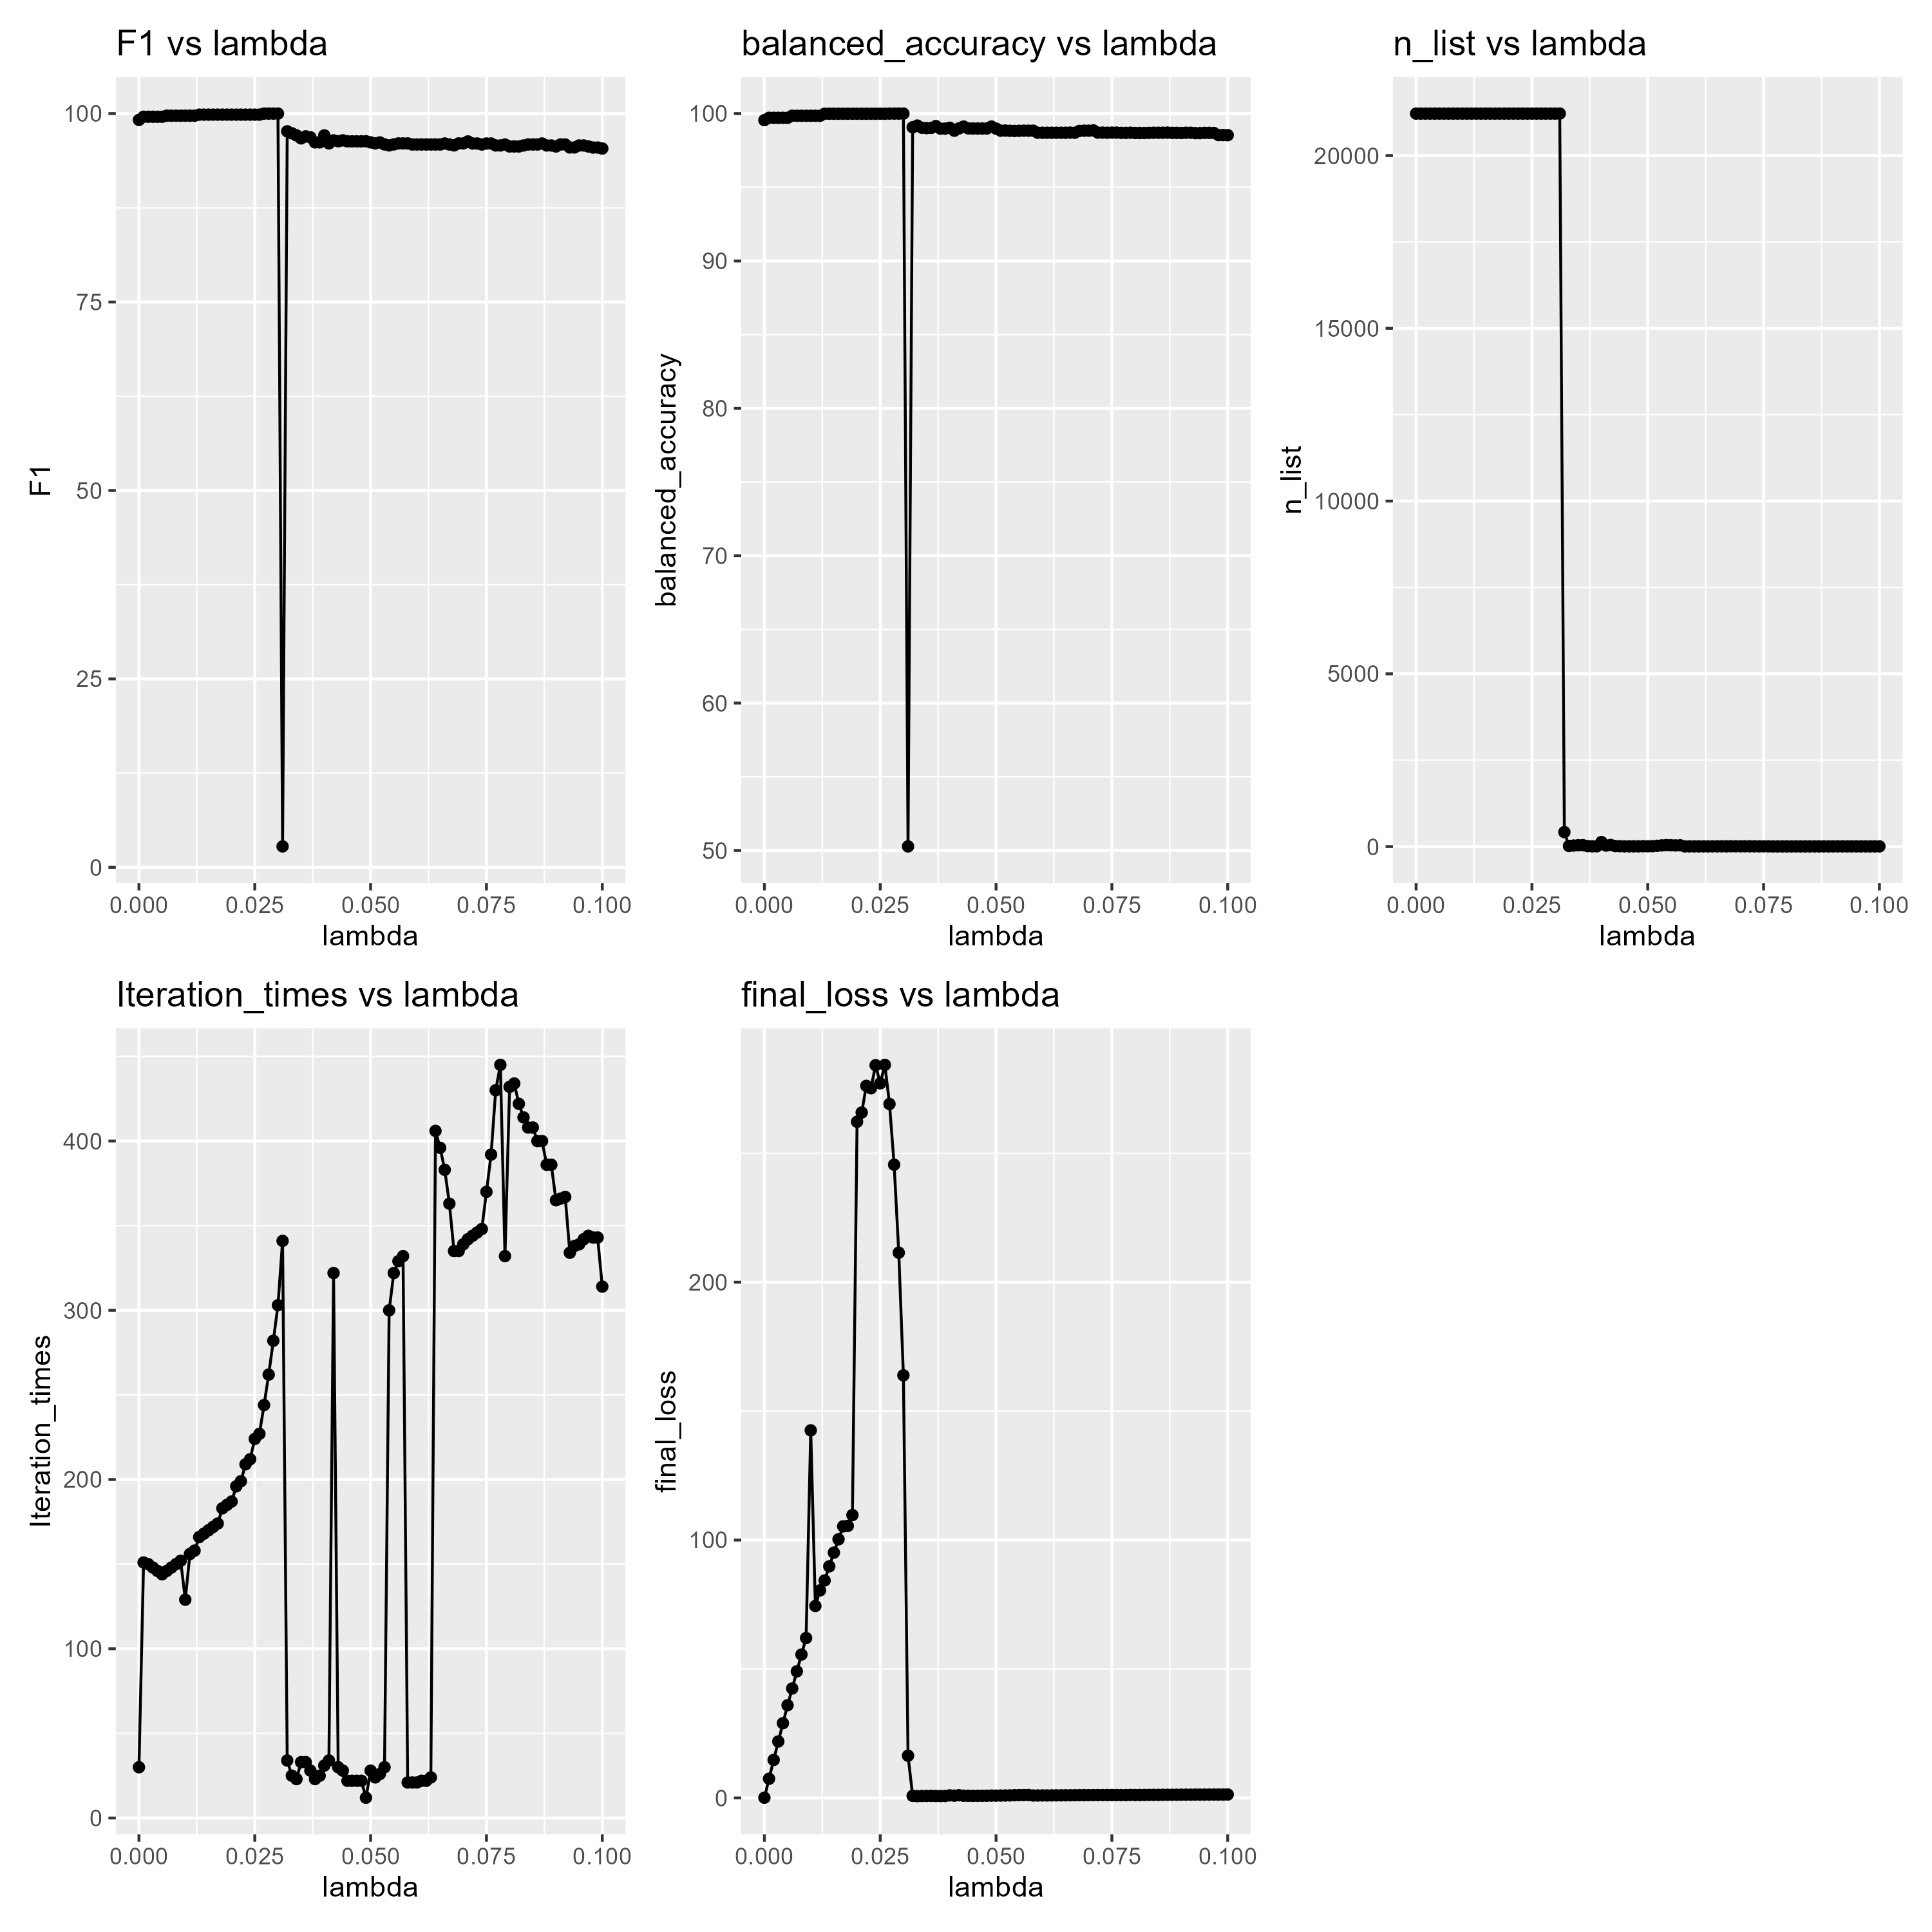 F1 vs lambda
100
75
50
25
0
F1
0.000 0.025 0.050 0.075 0.100
lambda
balanced_accuracy vs lambda
100
90
80
70
60
50
balanced_accuracy
0.000 0.025 0.050 0.075 0.100
lambda
n_list vs lambda
20000
15000
10000
5000
0
n_list
0.000 0.025 0.050 0.075 0.100
lambda
Iteration_times vs lambda
400
300
200
100
0
Iteration_times
0.000 0.025 0.050 0.075 0.100
lambda
final_loss vs lambda
200
100
0
final_loss
0.000 0.025 0.050 0.075 0.100
lambda